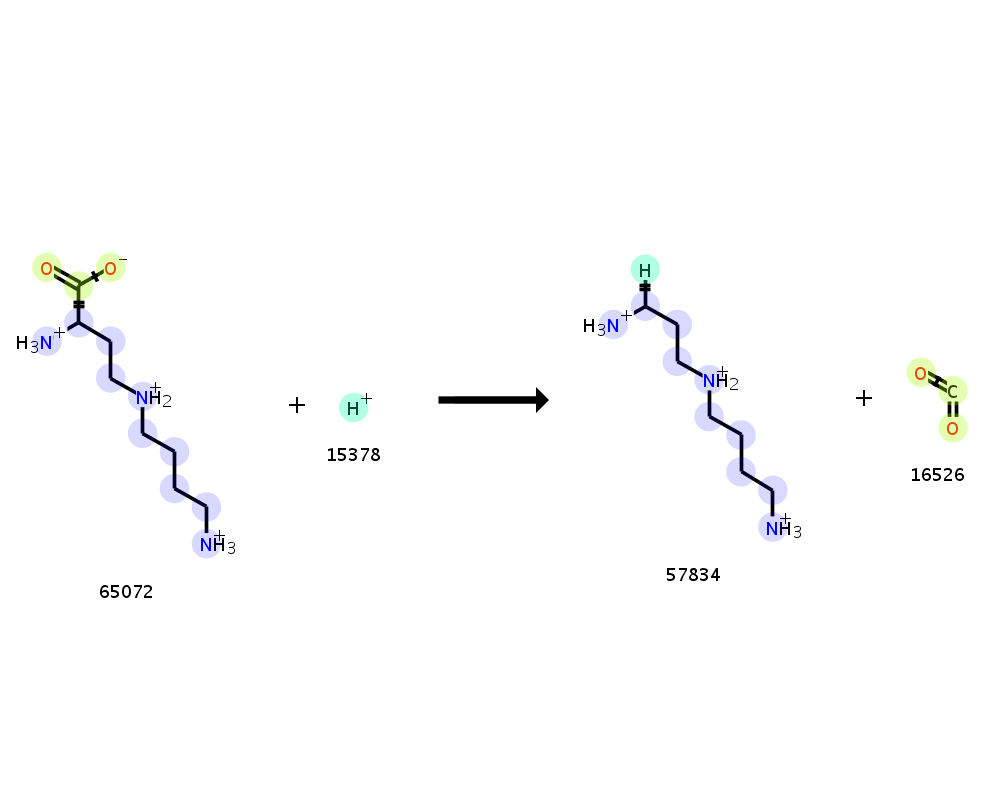 O O⁻
H₃N⁺
NH₂⁺
NH₃⁺
65072
+
H⁺
15378
H
H₃N⁺
NH₂⁺
NH₃⁺
57834
+
O
C
O
16526